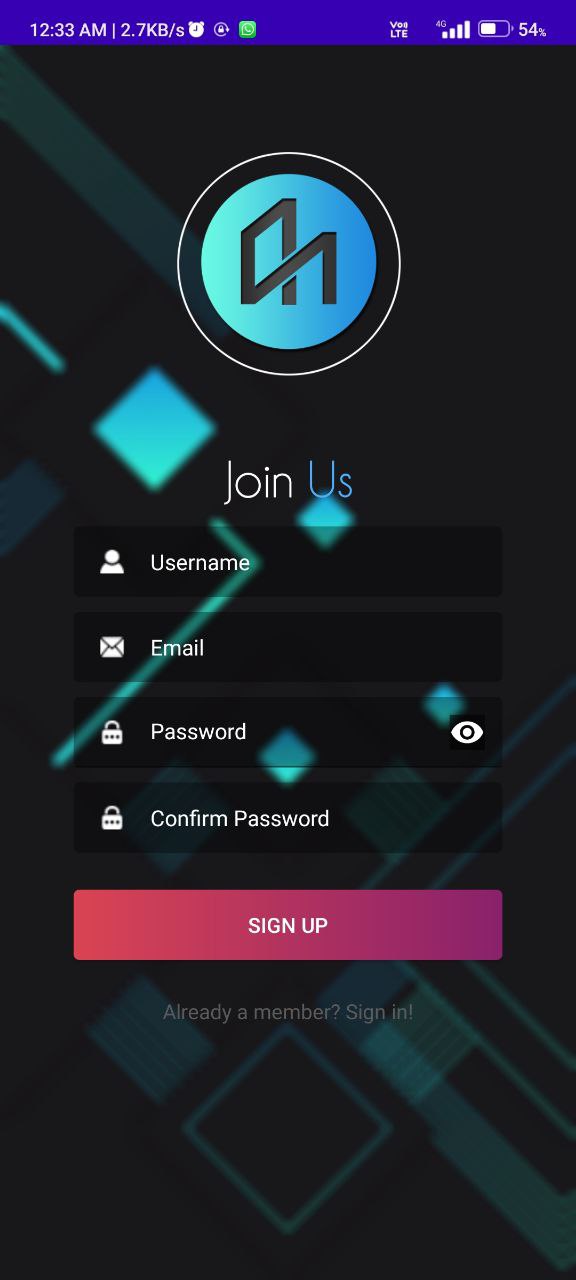 12:33 AM | 2.7KB/s Vo LTE 4G 54%
Join Us
Username
Email
Password
Confirm Password
SIGN UP
Already a member? Sign in!